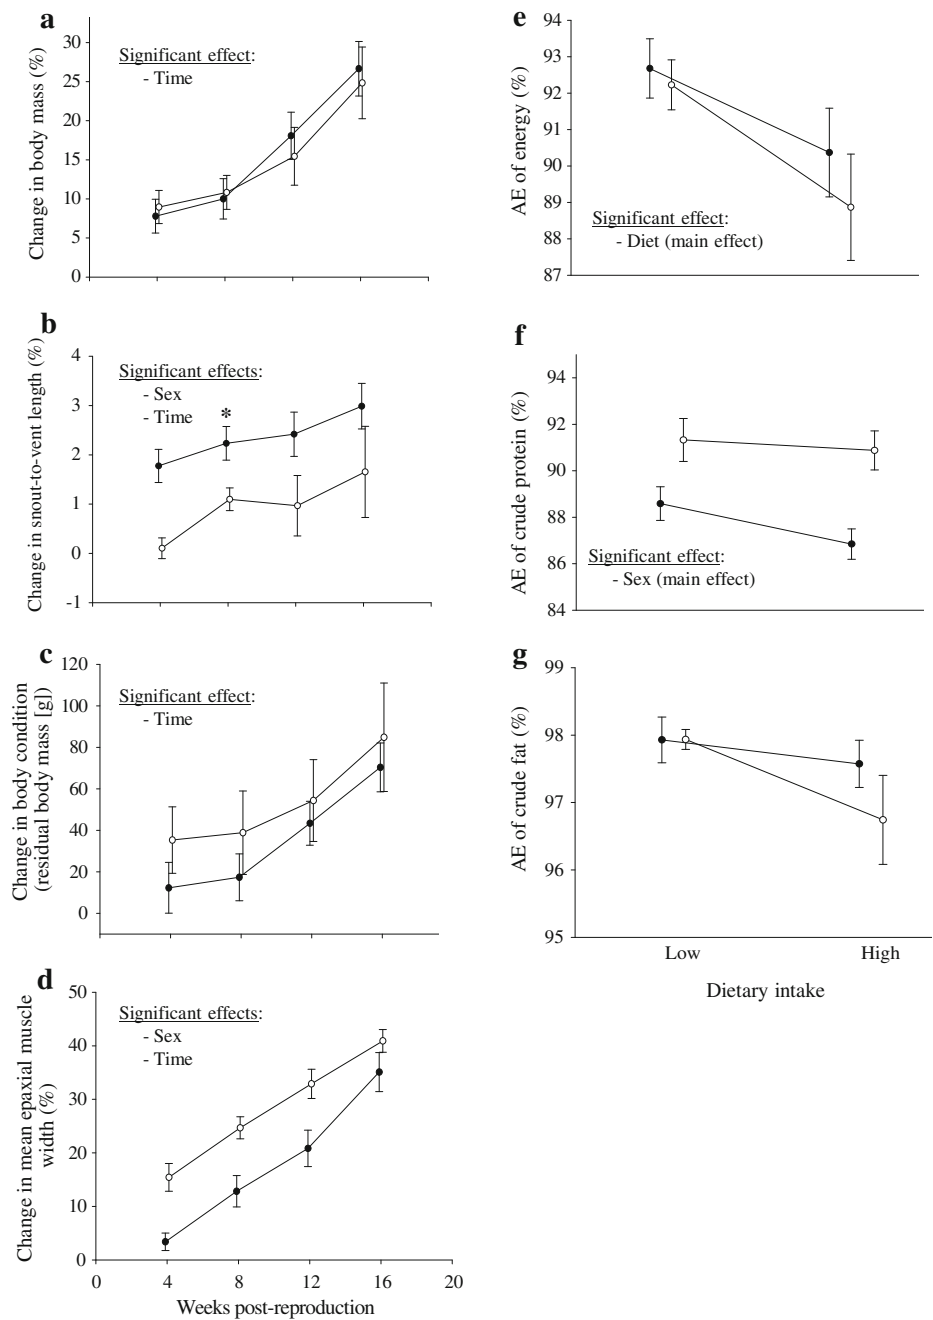 a
Change in body mass (%)
30
25
20
15
10
5
0
Significant effect:
- Time
b
Change in snout-to-vent length (%)
4
3
2
1
0
-1
Significant effects:
- Sex
- Time
*
c
Change in body condition
(residual body mass [g])
120
100
80
60
40
20
0
Significant effect:
- Time
d
Change in mean epaxial muscle
width (%)
50
40
30
20
10
0
Significant effects:
- Sex
- Time
0 4 8 12 16 20
Weeks post-reproduction
e
AE of energy (%)
94
93
92
91
90
89
88
87
Significant effect:
- Diet (main effect)
f
AE of crude protein (%)
94
92
90
88
86
84
Significant effect:
- Sex (main effect)
g
AE of crude fat (%)
99
98
97
96
95
Low High
Dietary intake